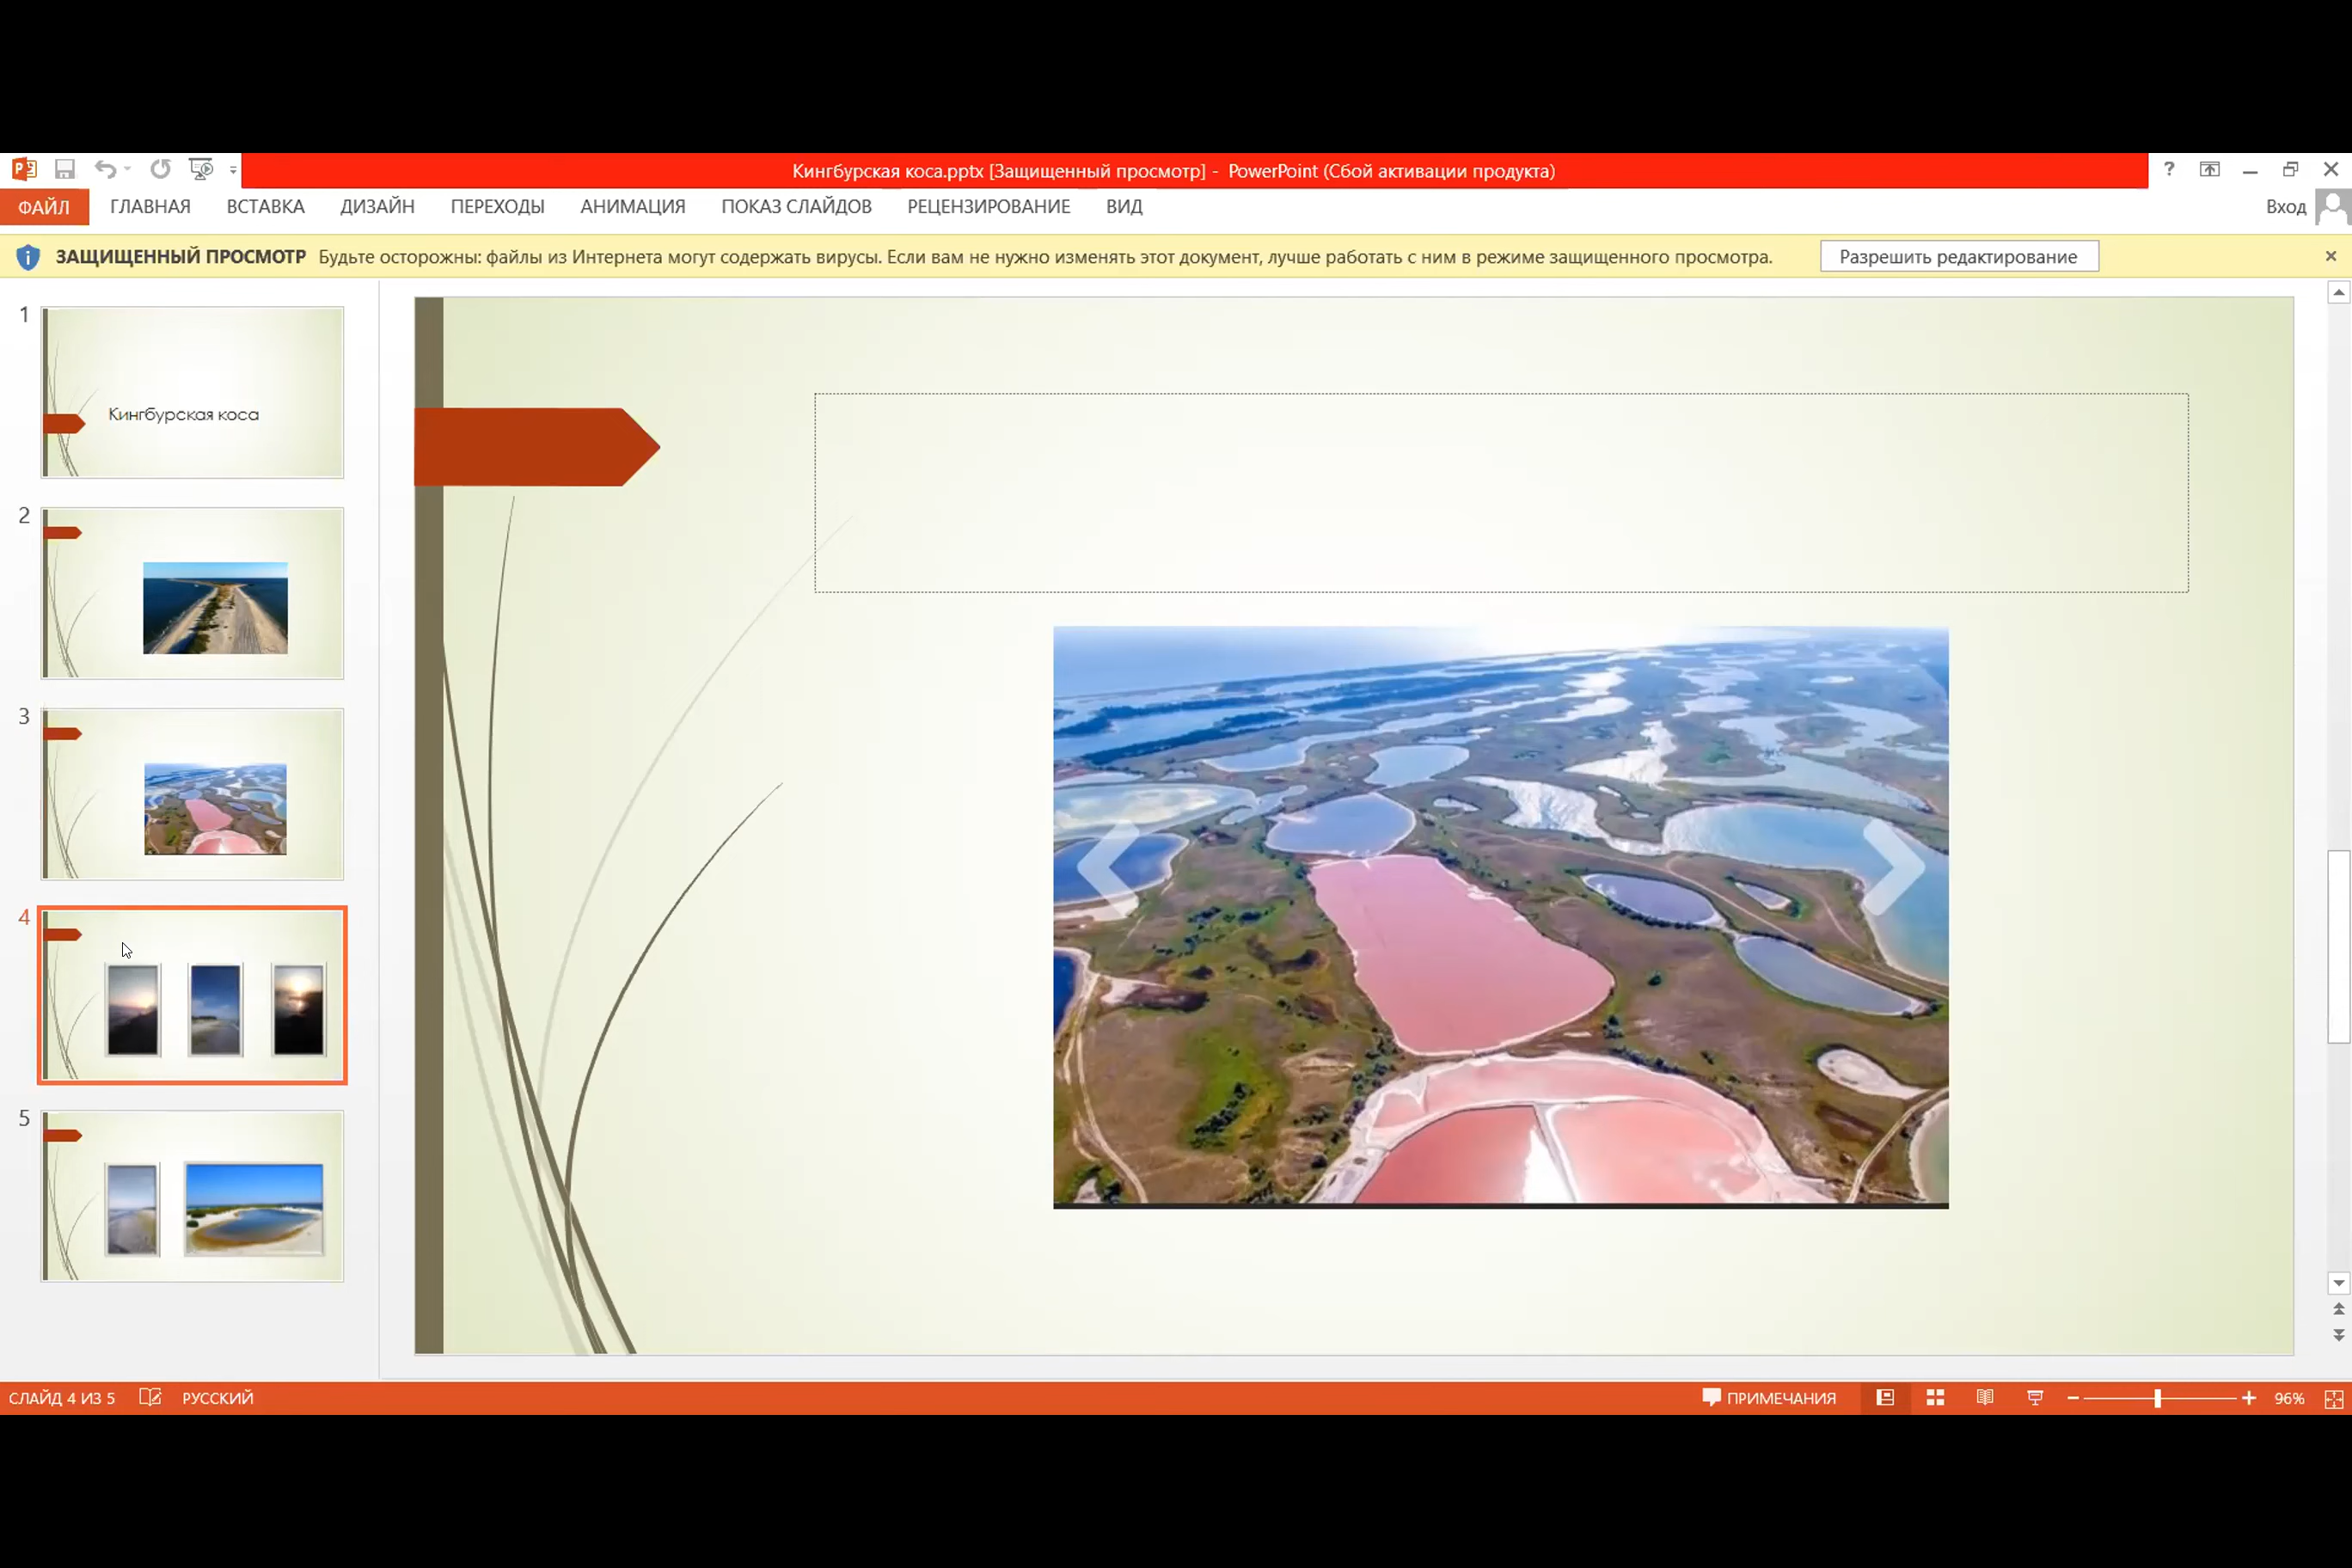 Кингбурская коса.pptx [Защищенный просмотр] - PowerPoint (Сбой активации продукта)
?
ФАЙЛ ГЛАВНАЯ ВСТАВКА ДИЗАЙН ПЕРЕХОДЫ АНИМАЦИЯ ПОКАЗ СЛАЙДОВ РЕЦЕНЗИРОВАНИЕ ВИД Вход
ЗАЩИЩЕННЫЙ ПРОСМОТР Будьте осторожны: файлы из Интернета могут содержать вирусы. Если вам не нужно изменять этот документ, лучше работать с ним в режиме защищенного просмотра. Разрешить редактирование
1
Кингбурская коса
2
3
4
5
СЛАЙД 4 ИЗ 5 РУССКИЙ ПРИМЕЧАНИЯ 96%